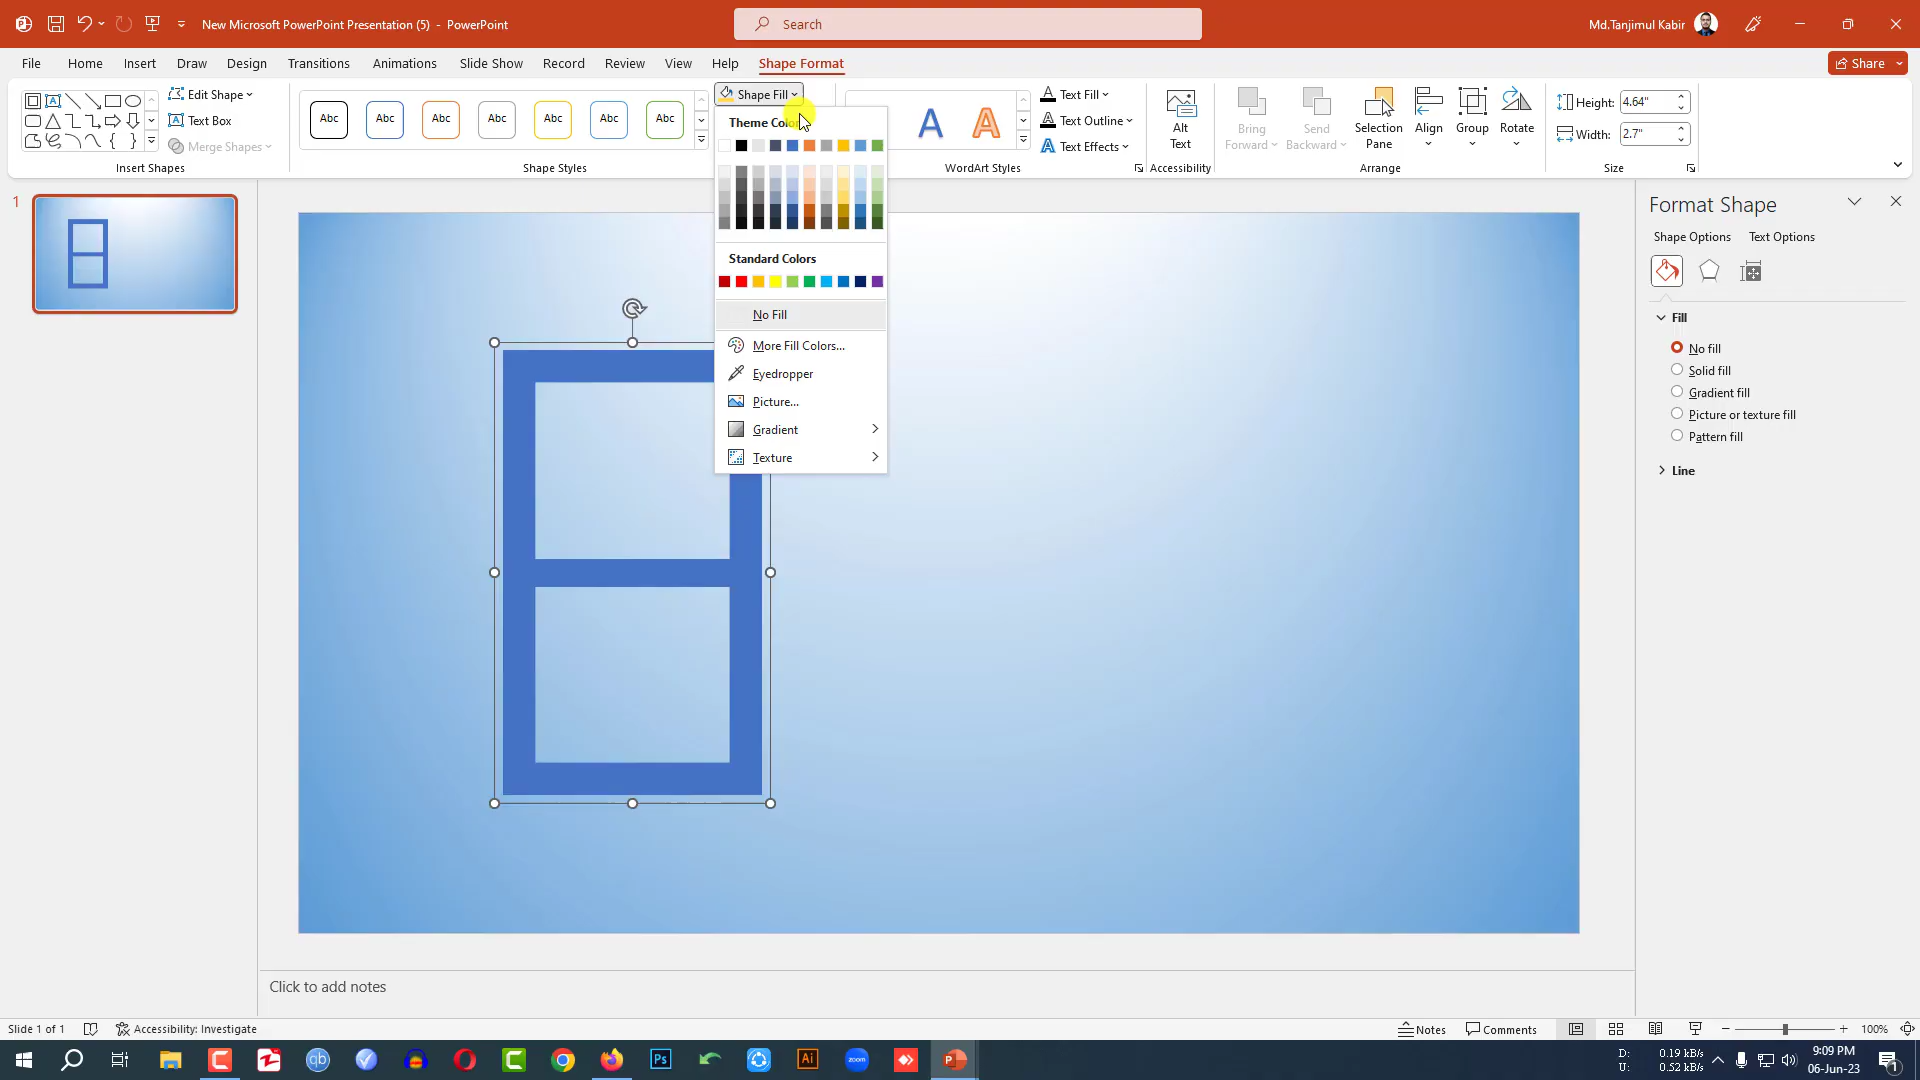 New Microsoft PowerPoint Presentation (5) - PowerPoint
Search
Md.Tanjimul Kabir
File Home Insert Draw Design Transitions Animations Slide Show Record Review View Help Shape Format
Share
Edit Shape
Text Box
Merge Shapes
Insert Shapes
Abc Abc Abc Abc Abc Abc Abc
Shape Styles
Shape Fill
A A
Text Fill
Text Outline
Text Effects
WordArt Styles
Alt
Text
Accessibility
Bring
Forward
Send
Backward
Selection
Pane
Align
Group
Rotate
Arrange
Height: 4.64"
Width: 2.7"
Size
Standard Colors
No Fill
More Fill Colors...
Eyedropper
Picture...
Gradient
Texture
1
Format Shape
Shape Options Text Options
Fill
No fill
Solid fill
Gradient fill
Picture or texture fill
Pattern fill
Line
Click to add notes
Slide 1 of 1
Accessibility: Investigate
Notes
Comments
100%
qb
Ps
Ai
zoom
D: 0.19 kB/s
U: 0.52 kB/s
9:09 PM
06-Jun-23
1